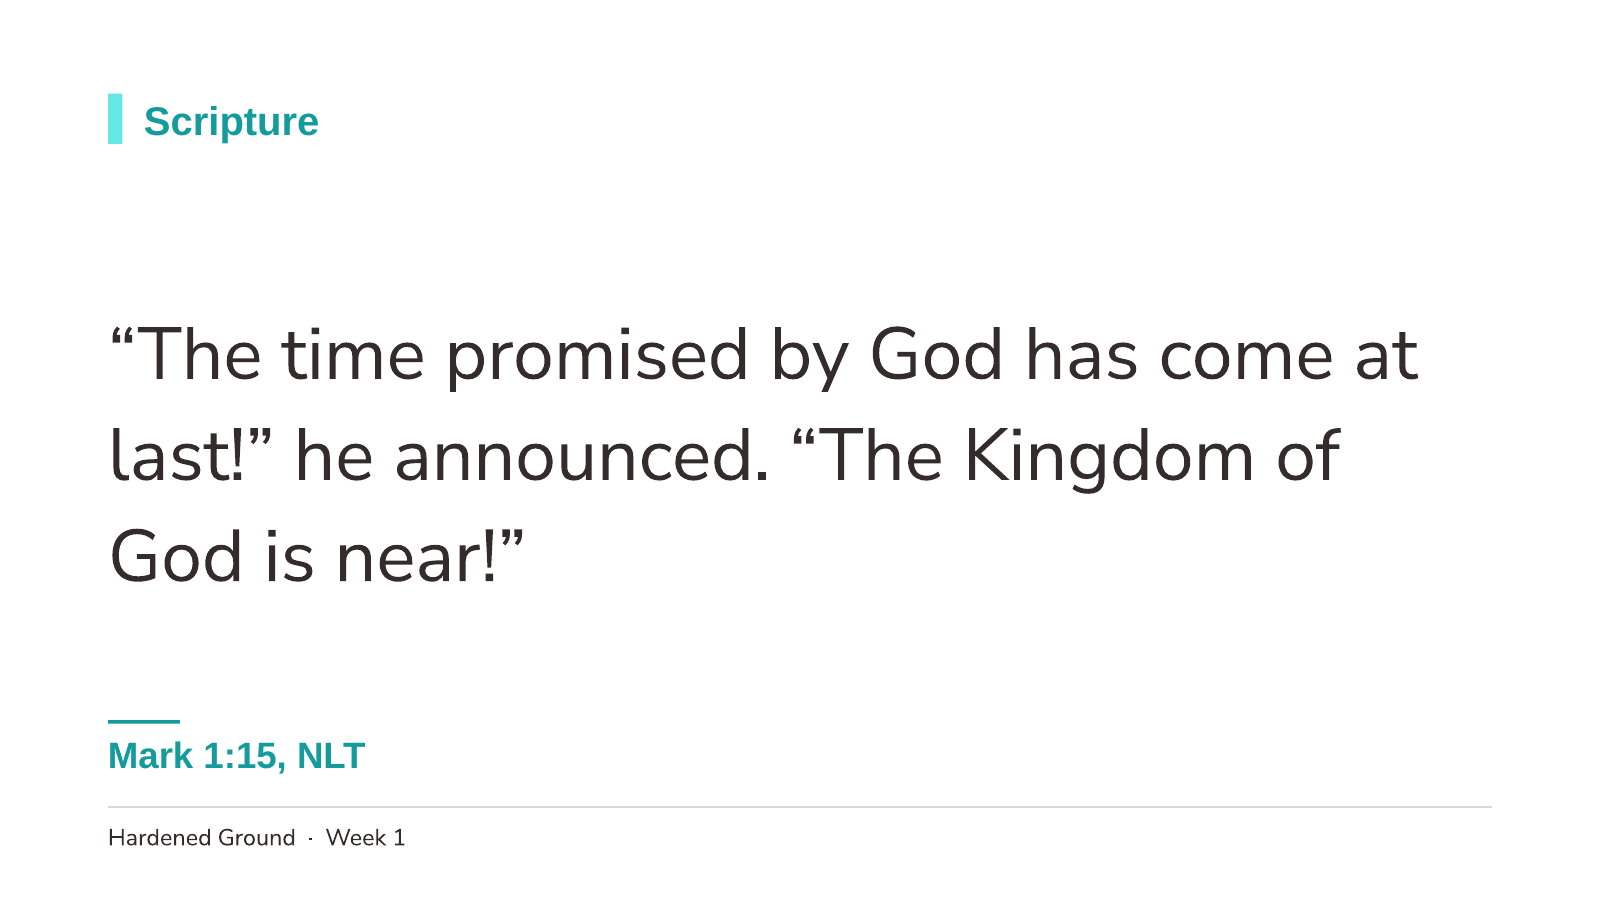 Scripture
“The time promised by God has come at
last!” he announced. “The Kingdom of
God is near!”
Mark 1:15, NLT
Hardened Ground · Week 1